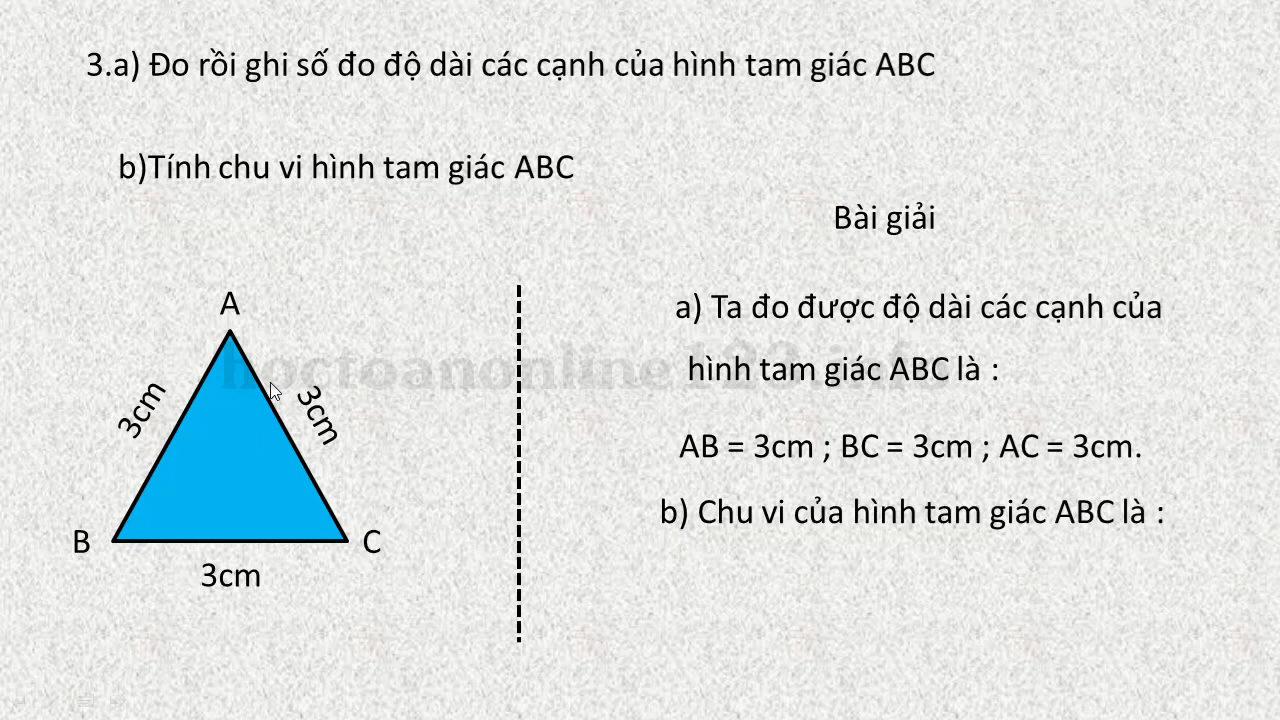 3.a) Đo rồi ghi số đo độ dài các cạnh của hình tam giác ABC
b)Tính chu vi hình tam giác ABC
Bài giải
A
3cm
3cm
B
C
3cm
a) Ta đo được độ dài các cạnh của
hình tam giác ABC là :
AB = 3cm ; BC = 3cm ; AC = 3cm.
b) Chu vi của hình tam giác ABC là :